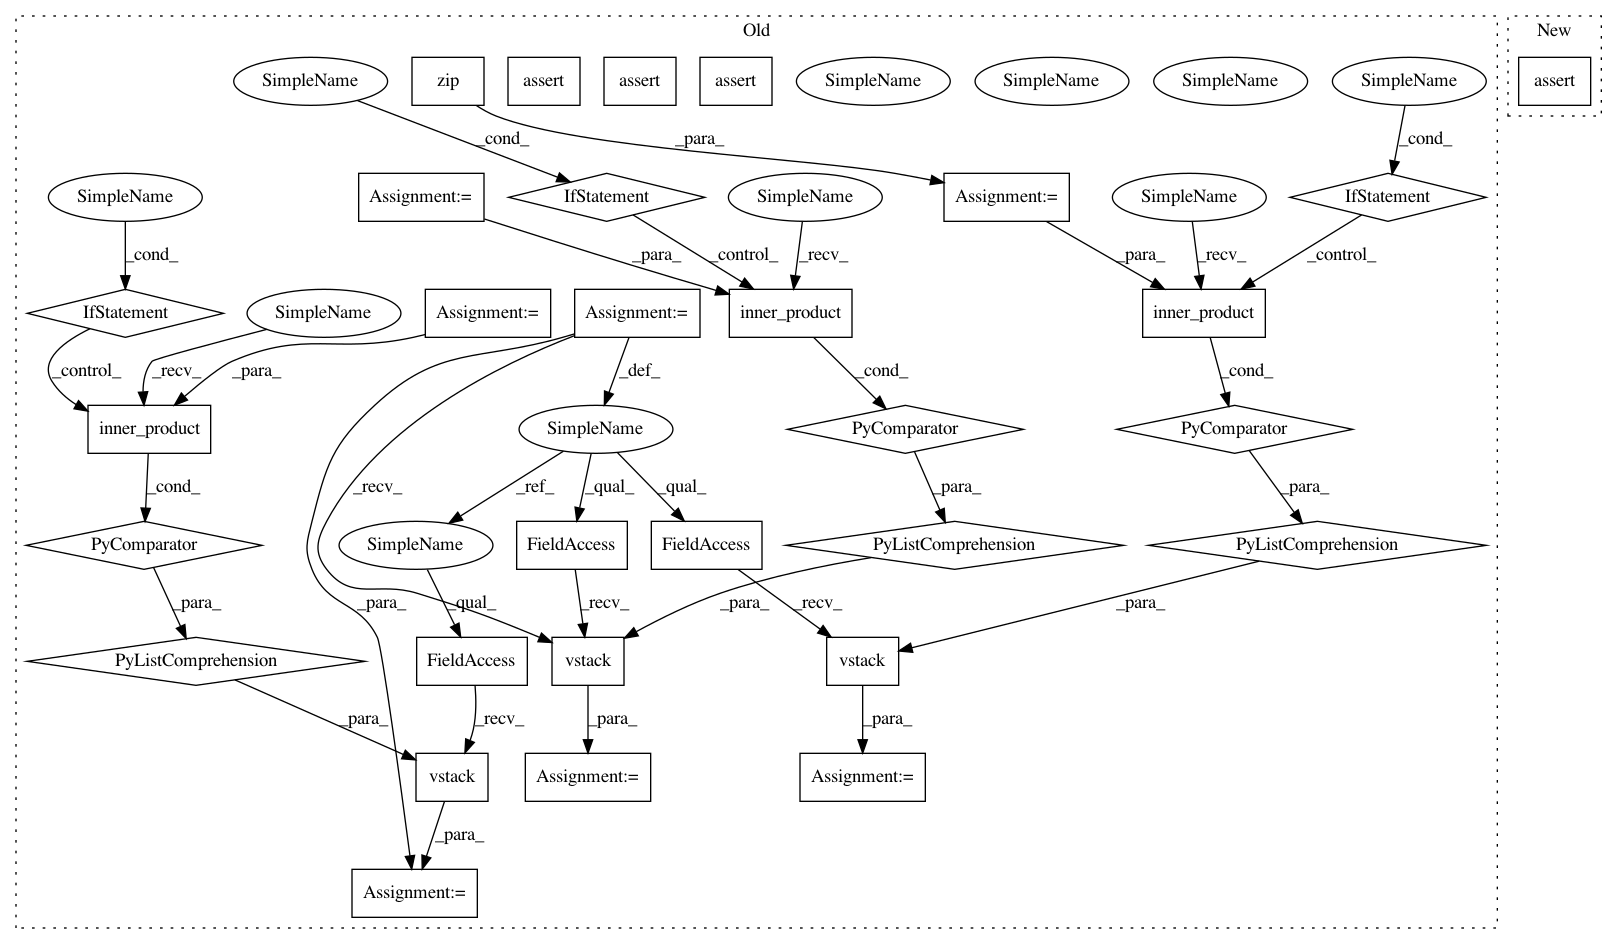 Old
New
SimpleName
zip
assert
assert
assert
SimpleName
SimpleName
SimpleName
SimpleName
assert
_cond_
_para_
_cond_
SimpleName
Assignment:=
IfStatement
SimpleName
Assignment:=
SimpleName
IfStatement
_cond_
_para_
_control_
_recv_
_para_
_recv_
_control_
IfStatement
SimpleName
Assignment:=
Assignment:=
inner_product
inner_product
_control_
_recv_
_para_
_def_
_cond_
_cond_
inner_product
SimpleName
PyComparator
PyComparator
_cond_
_recv_
_ref_
_qual_
_qual_
_para_
_para_
PyComparator
SimpleName
FieldAccess
FieldAccess
PyListComprehension
PyListComprehension
_para_
_para_
_qual_
_recv_
_para_
_recv_
_para_
PyListComprehension
FieldAccess
vstack
vstack
_para_
_recv_
_para_
_para_
vstack
Assignment:=
Assignment:=
_para_
Assignment:=